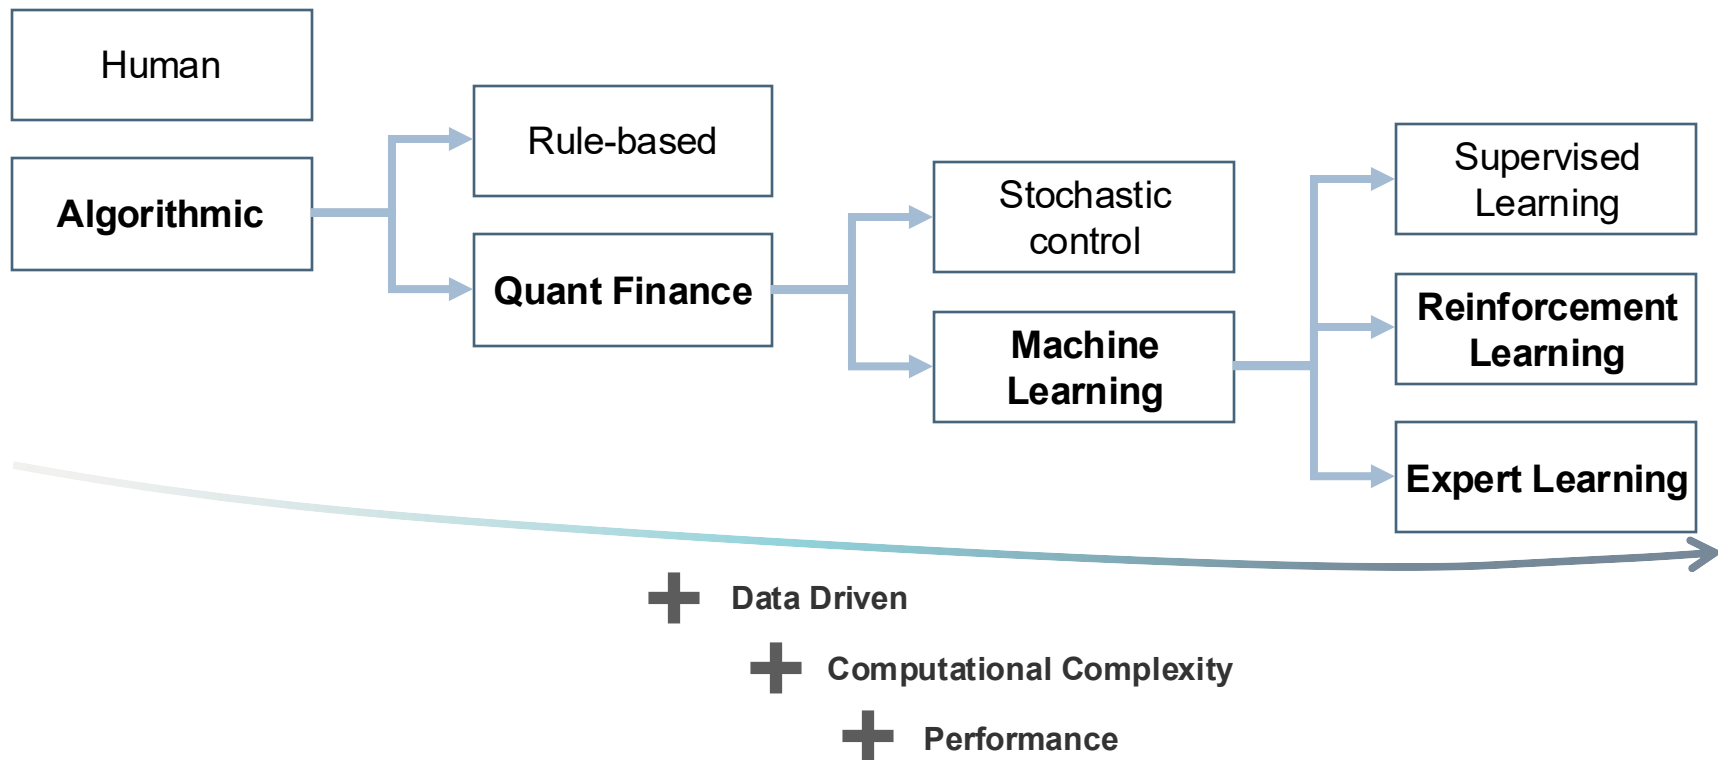 Human
Algorithmic
Rule-based
Quant Finance
Stochastic
control
Machine
Learning
Supervised
Learning
Reinforcement
Learning
Expert Learning
Data Driven
Computational Complexity
Performance